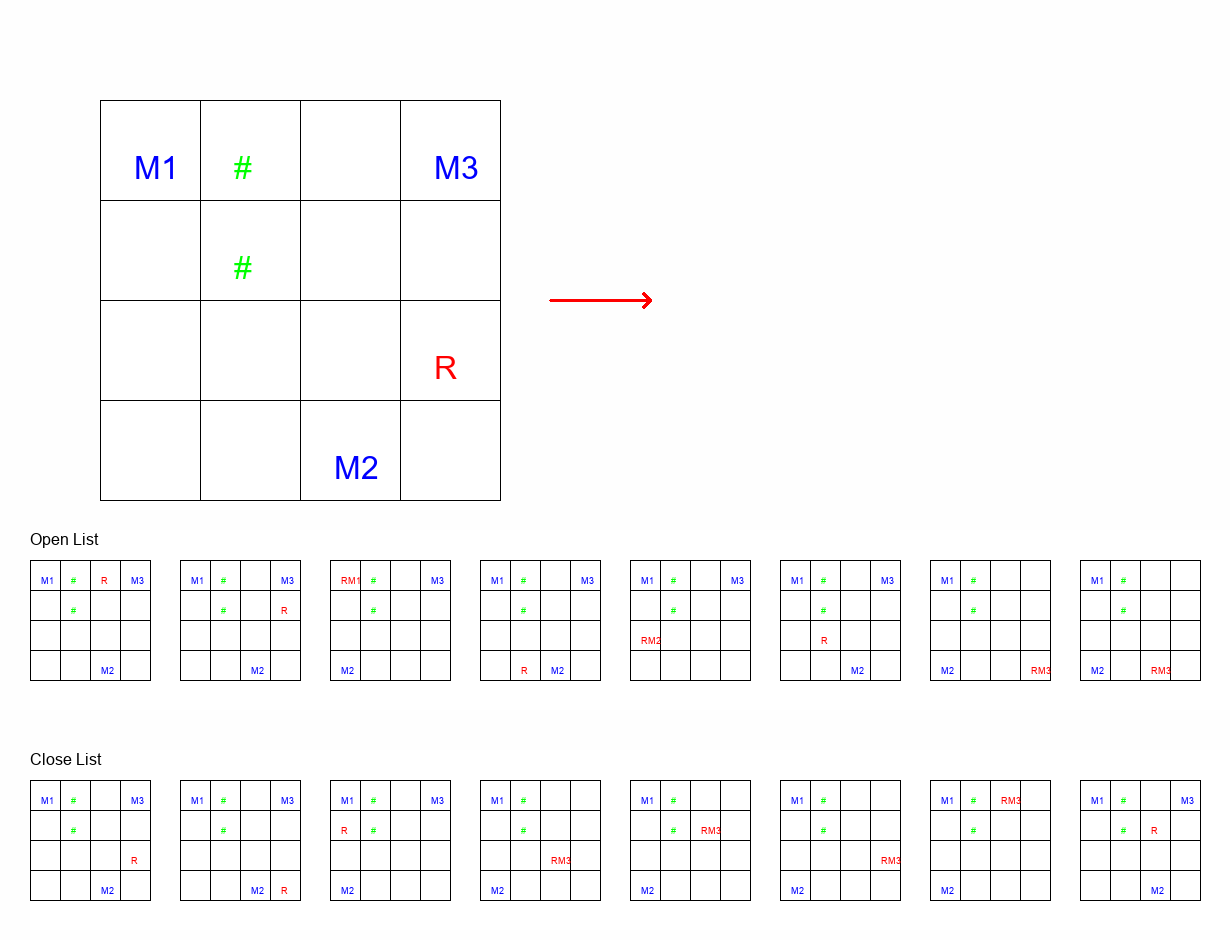 M1 # M3
#
R
M2
Open List
M1 # R M3 M1 # M3 RM1 # M3 M1 # M3 M1 # M3 M1 # M3 M1 # M1 #
# # R # # # # # #
RM2 R
M2 M2 M2 R M2 M2 M2 RM3 M2 RM3
Close List
M1 # M3 M1 # M3 M1 # M3 M1 # M1 # M1 # M1 # RM3 M1 # M3
# # R # # # RM3 # # # R
R RM3 RM3
M2 M2 R M2 M2 M2 M2 M2 M2